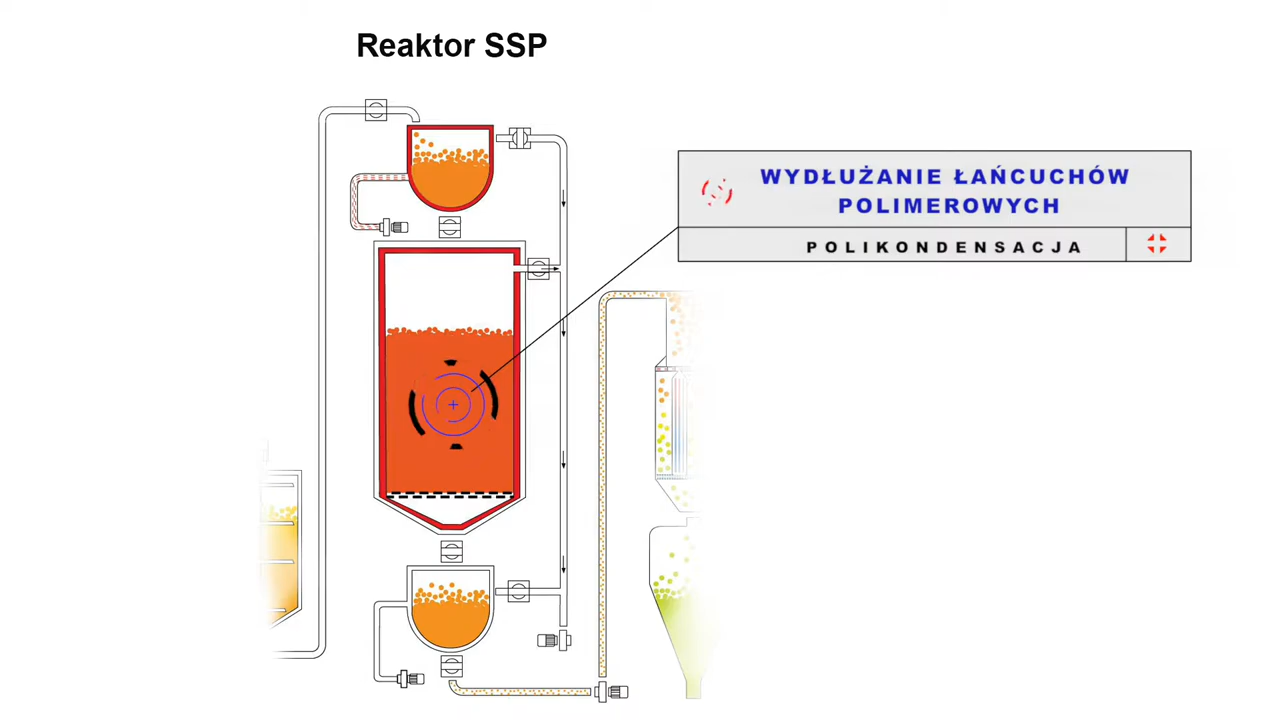 Reaktor SSP
WYDŁUŻANIE ŁAŃCUCHÓW
POLIMEROWYCH
POLIKONDENSACJA